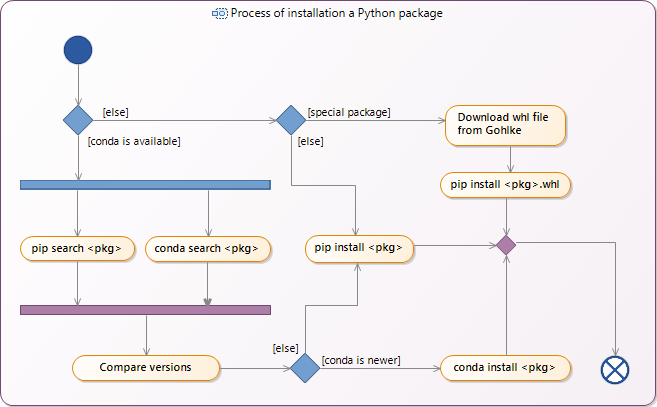 Process of installation a Python package
[else]
[special package]
Download whl file
from Gohlke
[conda is available]
[else]
pip install <pkg>.whl
pip search <pkg>
conda search <pkg>
pip install <pkg>
[else]
[conda is newer]
Compare versions
conda install <pkg>